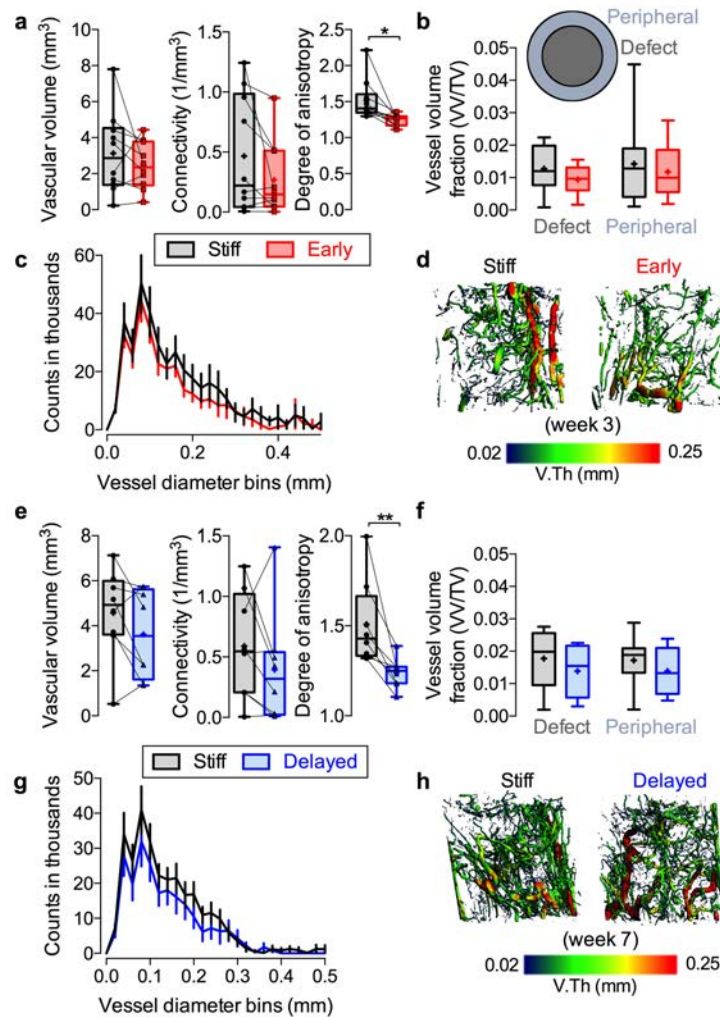 a
Vascular volume (mm³)
10
8
6
4
2
0
Connectivity (1/mm³)
1.5
1.0
0.5
0.0
Degree of anisotropy
*
2.5
2.0
1.5
1.0
0.5
0.0
b
Peripheral
Defect
Vessel volume
fraction (VV/TV)
0.05
0.04
0.03
0.02
0.01
0.00
Defect
Peripheral
c
Stiff
Early
Counts in thousands
60
40
20
0
0.0
0.2
0.4
Vessel diameter bins (mm)
d
Stiff
Early
(week 3)
0.02
0.25
V.Th (mm)
e
Vascular volume (mm³)
8
6
4
2
0
Connectivity (1/mm³)
1.5
1.0
0.5
0.0
Degree of anisotropy
**
2.0
1.5
1.0
f
Vessel volume
fraction (VV/TV)
0.05
0.04
0.03
0.02
0.01
0.00
Defect
Peripheral
g
Stiff
Delayed
Counts in thousands
50
40
30
20
10
0
0.0
0.1
0.2
0.3
0.4
0.5
Vessel diameter bins (mm)
h
Stiff
Delayed
(week 7)
0.02
0.25
V.Th (mm)